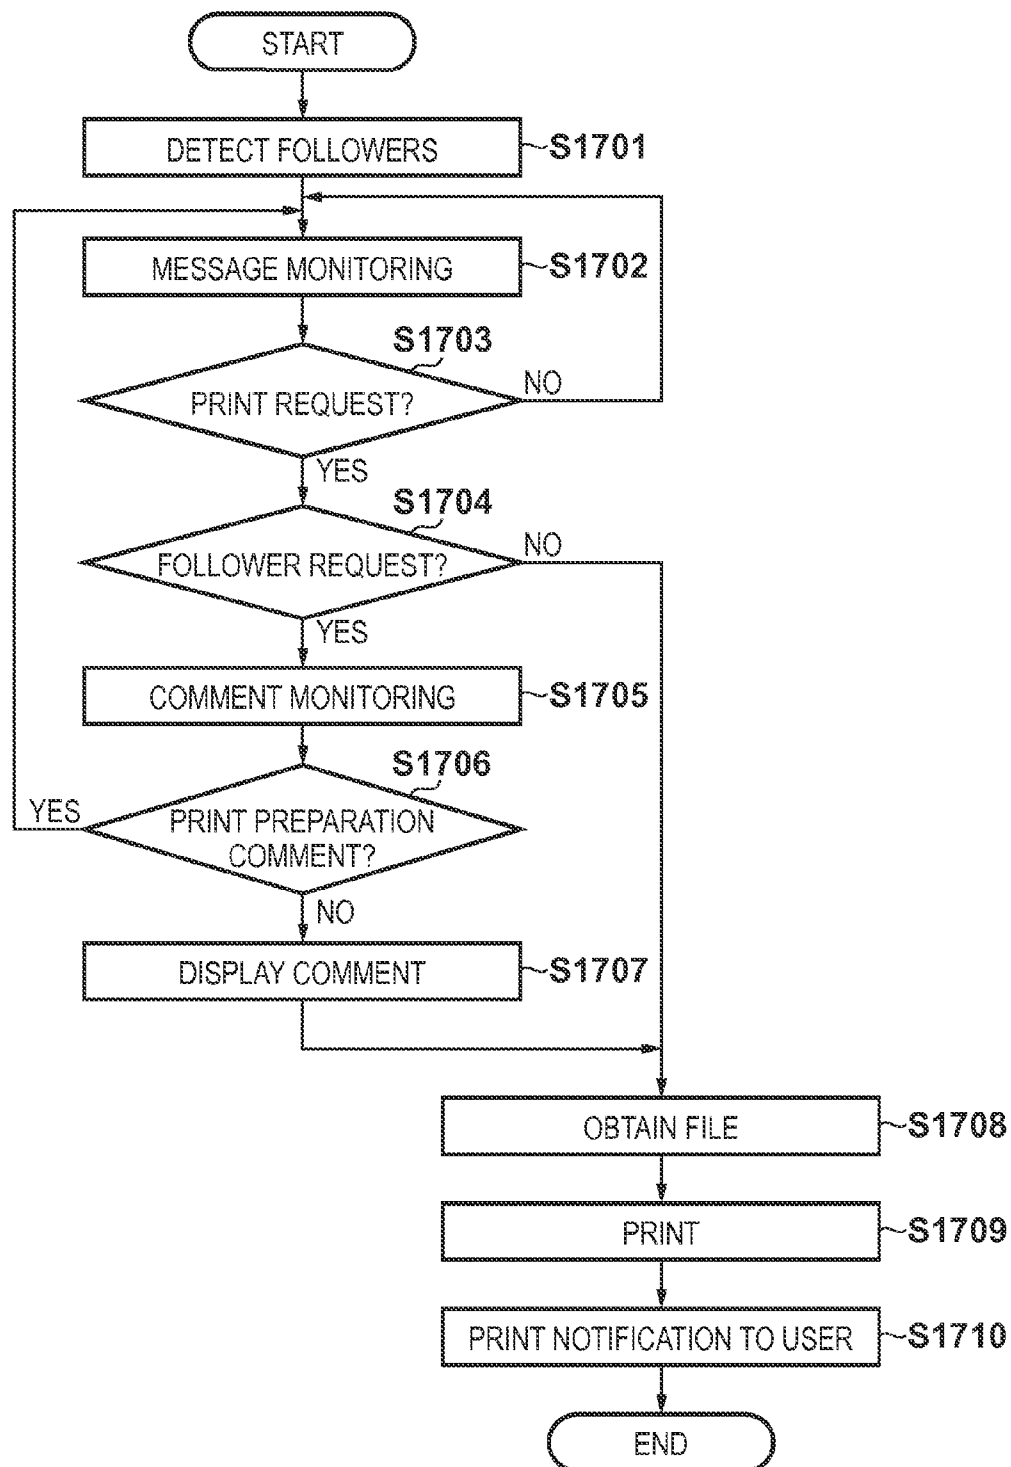 START
DETECT FOLLOWERS
S1701
MESSAGE MONITORING
S1702
S1703
PRINT REQUEST?
NO
YES
S1704
FOLLOWER REQUEST?
NO
YES
COMMENT MONITORING
S1705
S1706
YES
PRINT PREPARATION
COMMENT?
NO
DISPLAY COMMENT
S1707
OBTAIN FILE
S1708
PRINT
S1709
PRINT NOTIFICATION TO USER
S1710
END